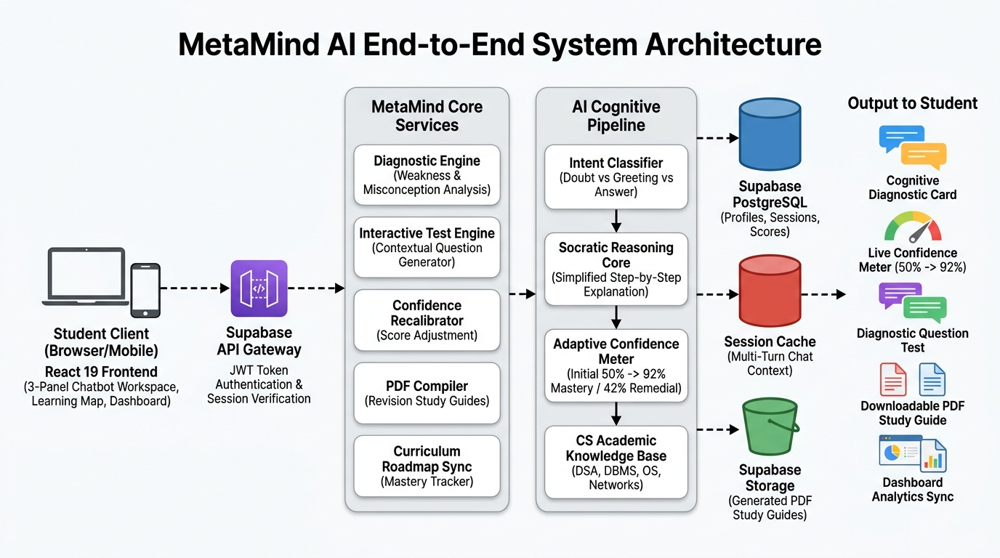 MetaMind AI End-to-End System Architecture
Student Client
(Browser/Mobile)
React 19 Frontend
(3-Panel Chatbot Workspace,
Learning Map, Dashboard)
</>
Supabase
API Gateway
JWT Token
Authentication &
Session Verification
MetaMind Core
Services
Diagnostic Engine
(Weakness &
Misconception Analysis)
Interactive Test Engine
(Contextual Question
Generator)
Confidence
Recalibrator
(Score Adjustment)
PDF Compiler
(Revision Study Guides)
Curriculum
Roadmap Sync
(Mastery Tracker)
AI Cognitive
Pipeline
Intent Classifier
(Doubt vs Greeting vs
Answer)
Socratic Reasoning
Core
(Simplified Step-by-Step
Explanation)
Adaptive Confidence
Meter
(Initial 50% -> 92%
Mastery / 42% Remedial)
CS Academic
Knowledge Base
(DSA, DBMS, OS,
Networks)
Supabase
PostgreSQL
(Profiles, Sessions,
Scores)
Session Cache
(Multi-Turn Chat
Context)
Supabase
Storage
(Generated PDF
Study Guides)
Output to Student
Cognitive
Diagnostic Card
Live Confidence
Meter (50% -> 92%)
Diagnostic Question
Test
Downloadable PDF
Study Guide
Dashboard
Analytics Sync